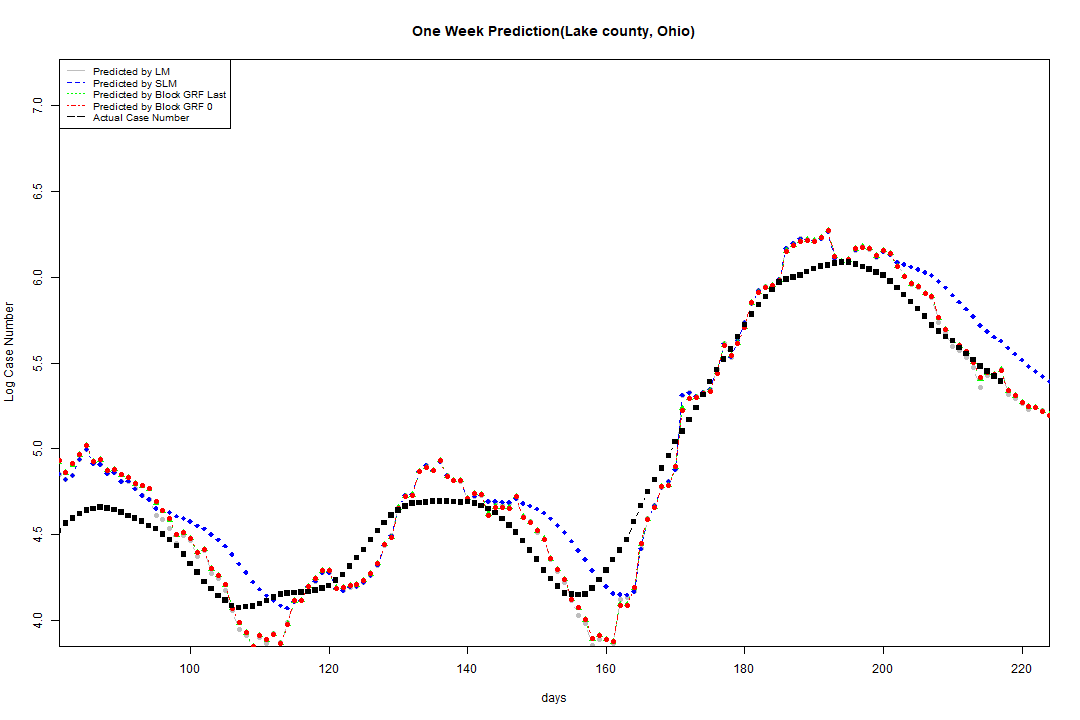 One Week Prediction(Lake county, Ohio)
Predicted by LM
Predicted by SLM
Predicted by Block GRF Last
Predicted by Block GRF 0
Actual Case Number
7.0
6.5
6.0
5.5
5.0
4.5
4.0
Log Case Number
100 120 140 160 180 200 220
days